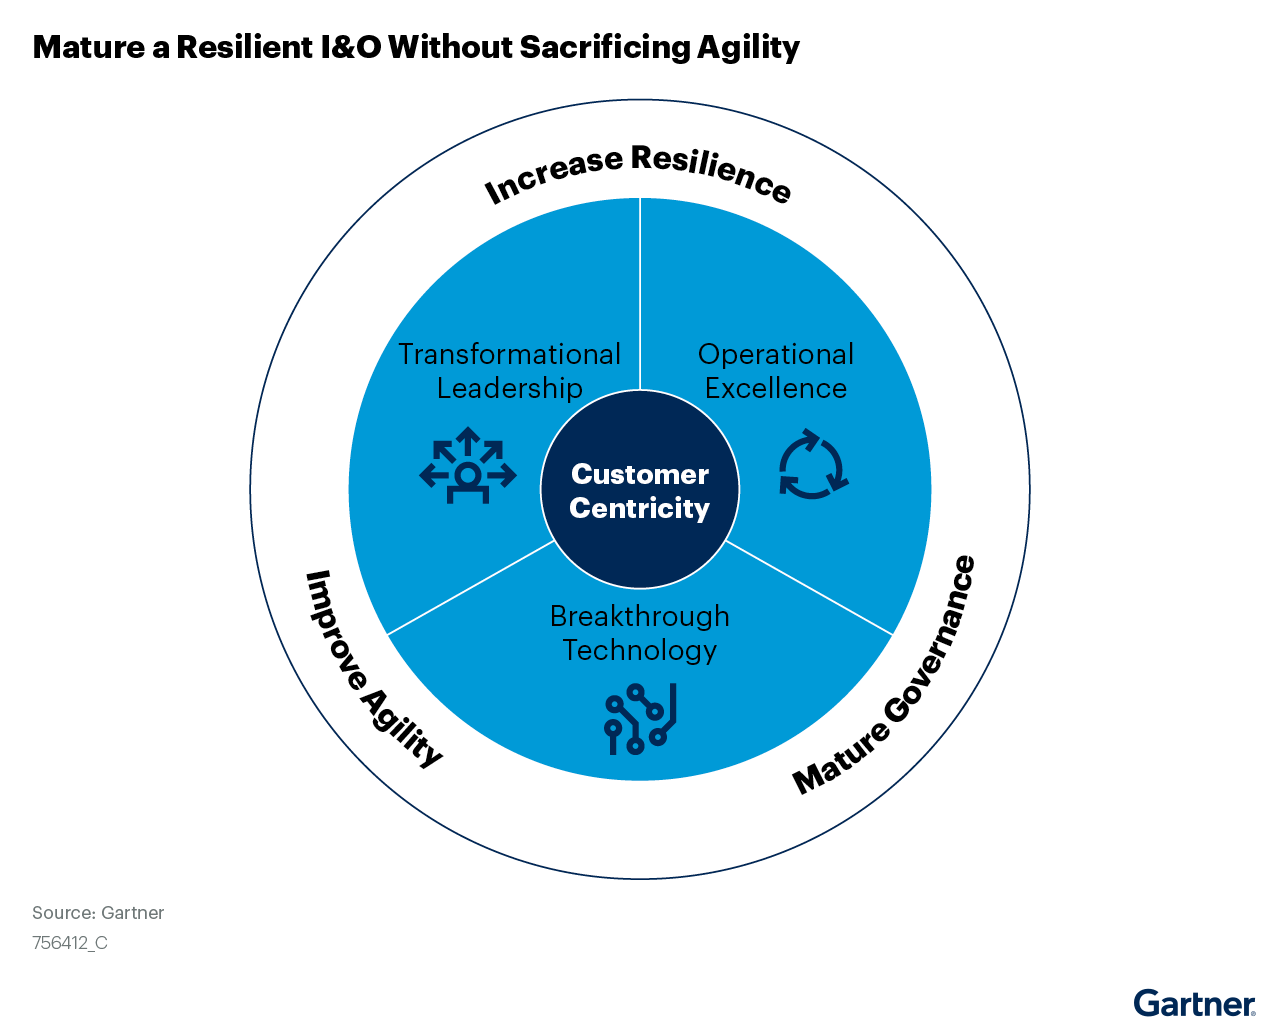 Mature a Resilient I&O Without Sacrificing Agility
Increase Resilience
Transformational
Leadership
Operational
Excellence
Customer
Centricity
Breakthrough
Technology
Improve Agility
Mature Governance
Source: Gartner
756412_C
Gartner®